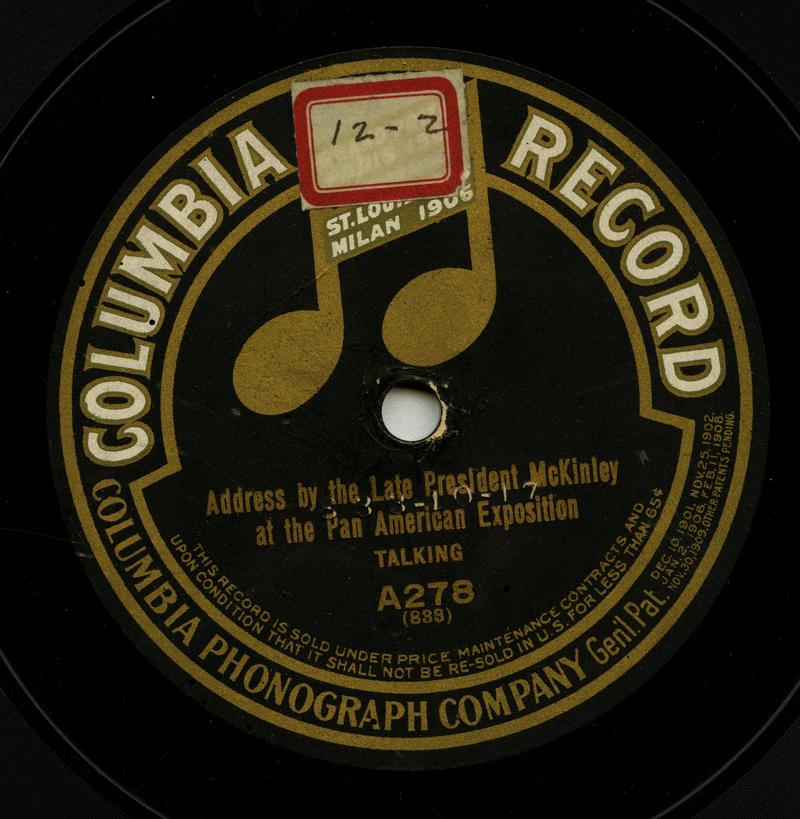 12-2
COLUMBIA RECORD
ST. LOUI
MILAN 1906
Address by the Late President McKinley
at the Pan American Exposition
TALKING
A278
(833)
THIS RECORD IS SOLD UNDER PRICE MAINTENANCE CONTRACTS AND
UPON CONDITION THAT IT SHALL NOT BE RE-SOLD IN U.S. FOR LESS THAN 65¢
COLUMBIA PHONOGRAPH COMPANY Gen'l. Pat.
DEC. 10, 1901. NOV. 25, 1902.
JAN. 2, 1906. FEB. 11, 1908.
NOV. 30, 1909. OTHER PATENTS PENDING.